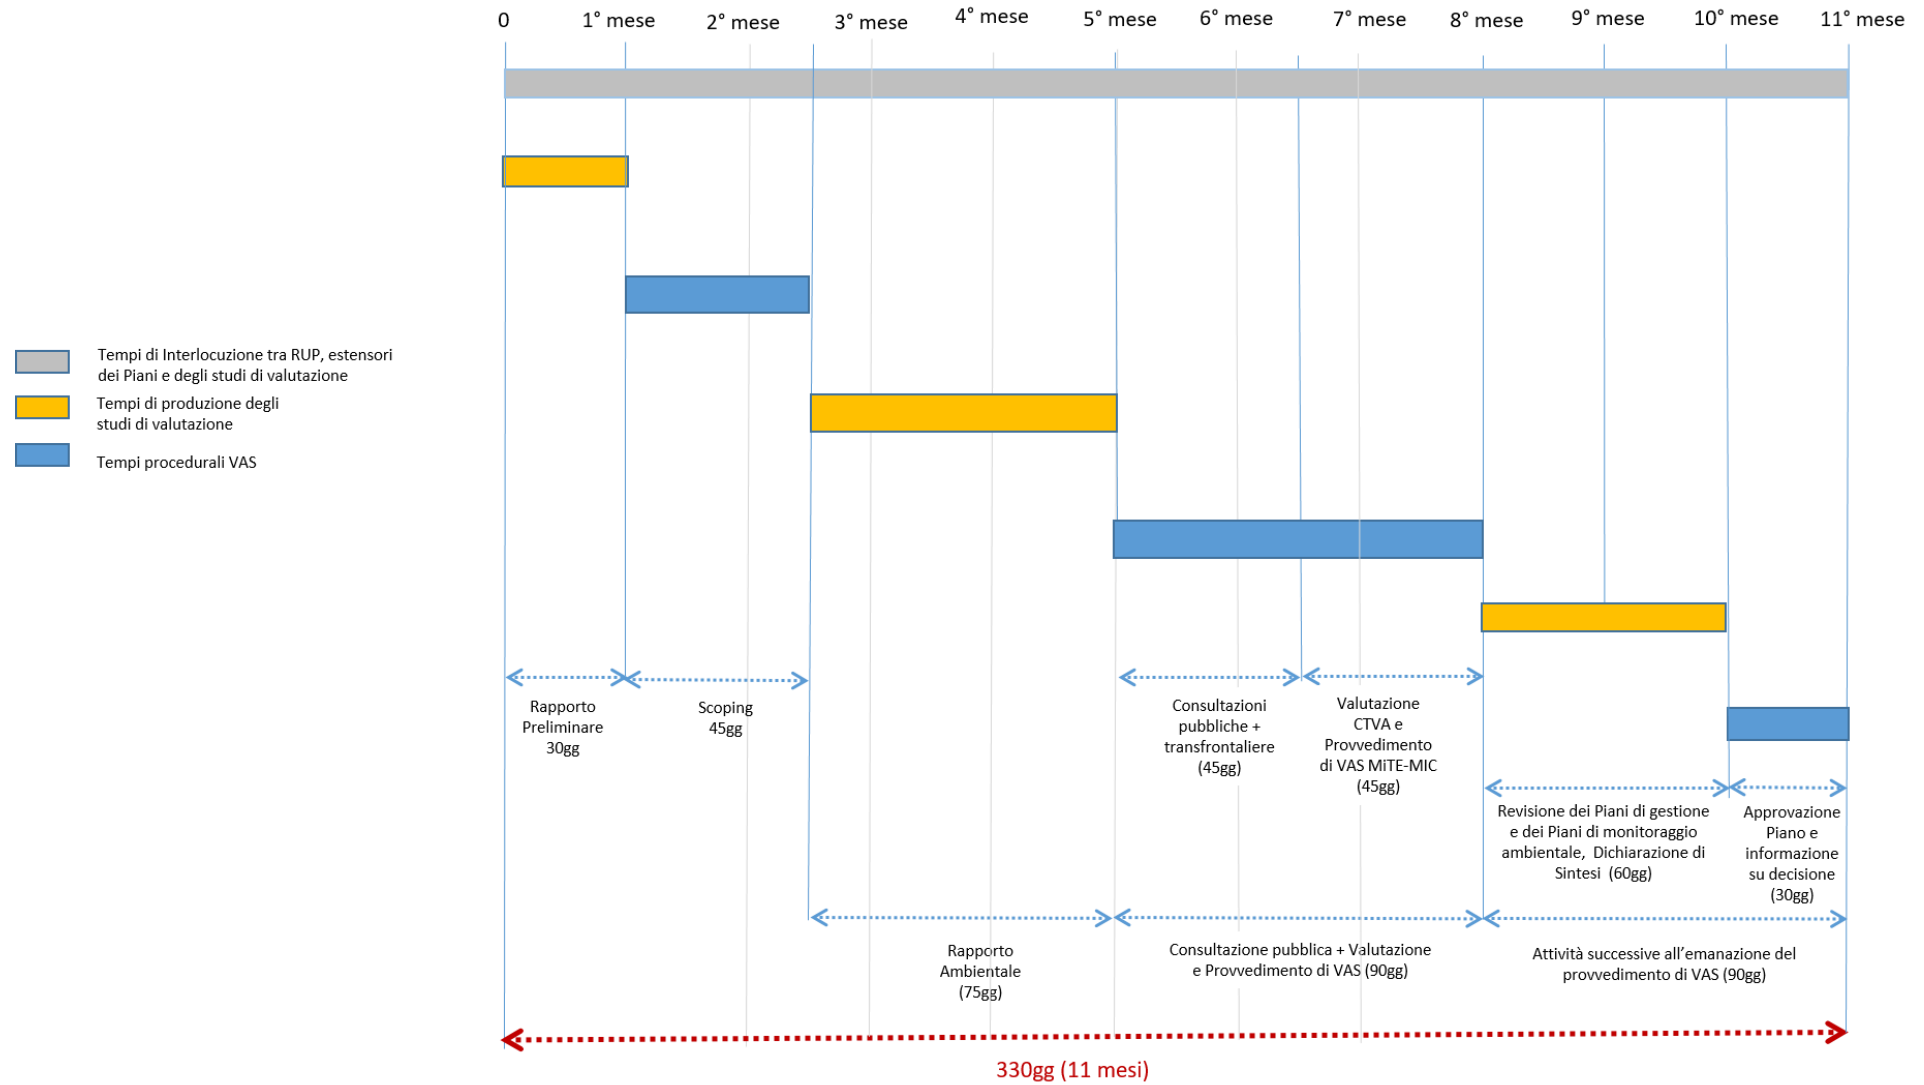 0
1° mese
2° mese
3° mese
4° mese
5° mese
6° mese
7° mese
8° mese
9° mese
10° mese
11° mese
Tempi di Interlocuzione tra RUP, estensori
dei Piani e degli studi di valutazione
Tempi di produzione degli
studi di valutazione
Tempi procedurali VAS
Rapporto
Preliminare
30gg
Scoping
45gg
Consultazioni
pubbliche +
transfrontaliere
(45gg)
Valutazione
CTVA e
Provvedimento
di VAS MiTE-MIC
(45gg)
Revisione dei Piani di gestione
e dei Piani di monitoraggio
ambientale, Dichiarazione di
Sintesi (60gg)
Approvazione
Piano e
informazione
su decisione
(30gg)
Rapporto
Ambientale
(75gg)
Consultazione pubblica + Valutazione
e Provvedimento di VAS (90gg)
Attività successive all'emanazione del
provvedimento di VAS (90gg)
330gg (11 mesi)